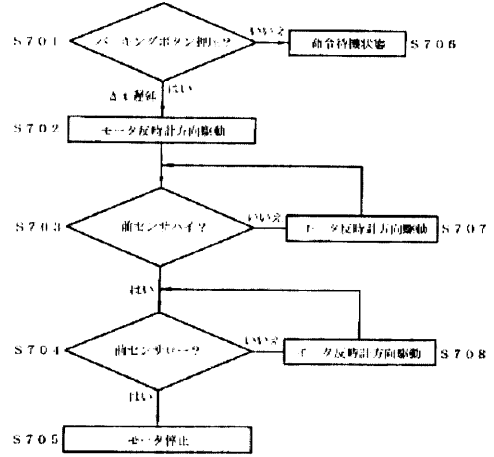 S701
パーキングボタン押し?
いいえ
命令待機状態
S706
Δt遅延
はい
S702
モータ反時計方向駆動
S703
前センサハイ?
いいえ
モータ反時計方向駆動
S707
はい
S704
前センサロー?
いいえ
モータ反時計方向駆動
S708
はい
S705
モータ停止